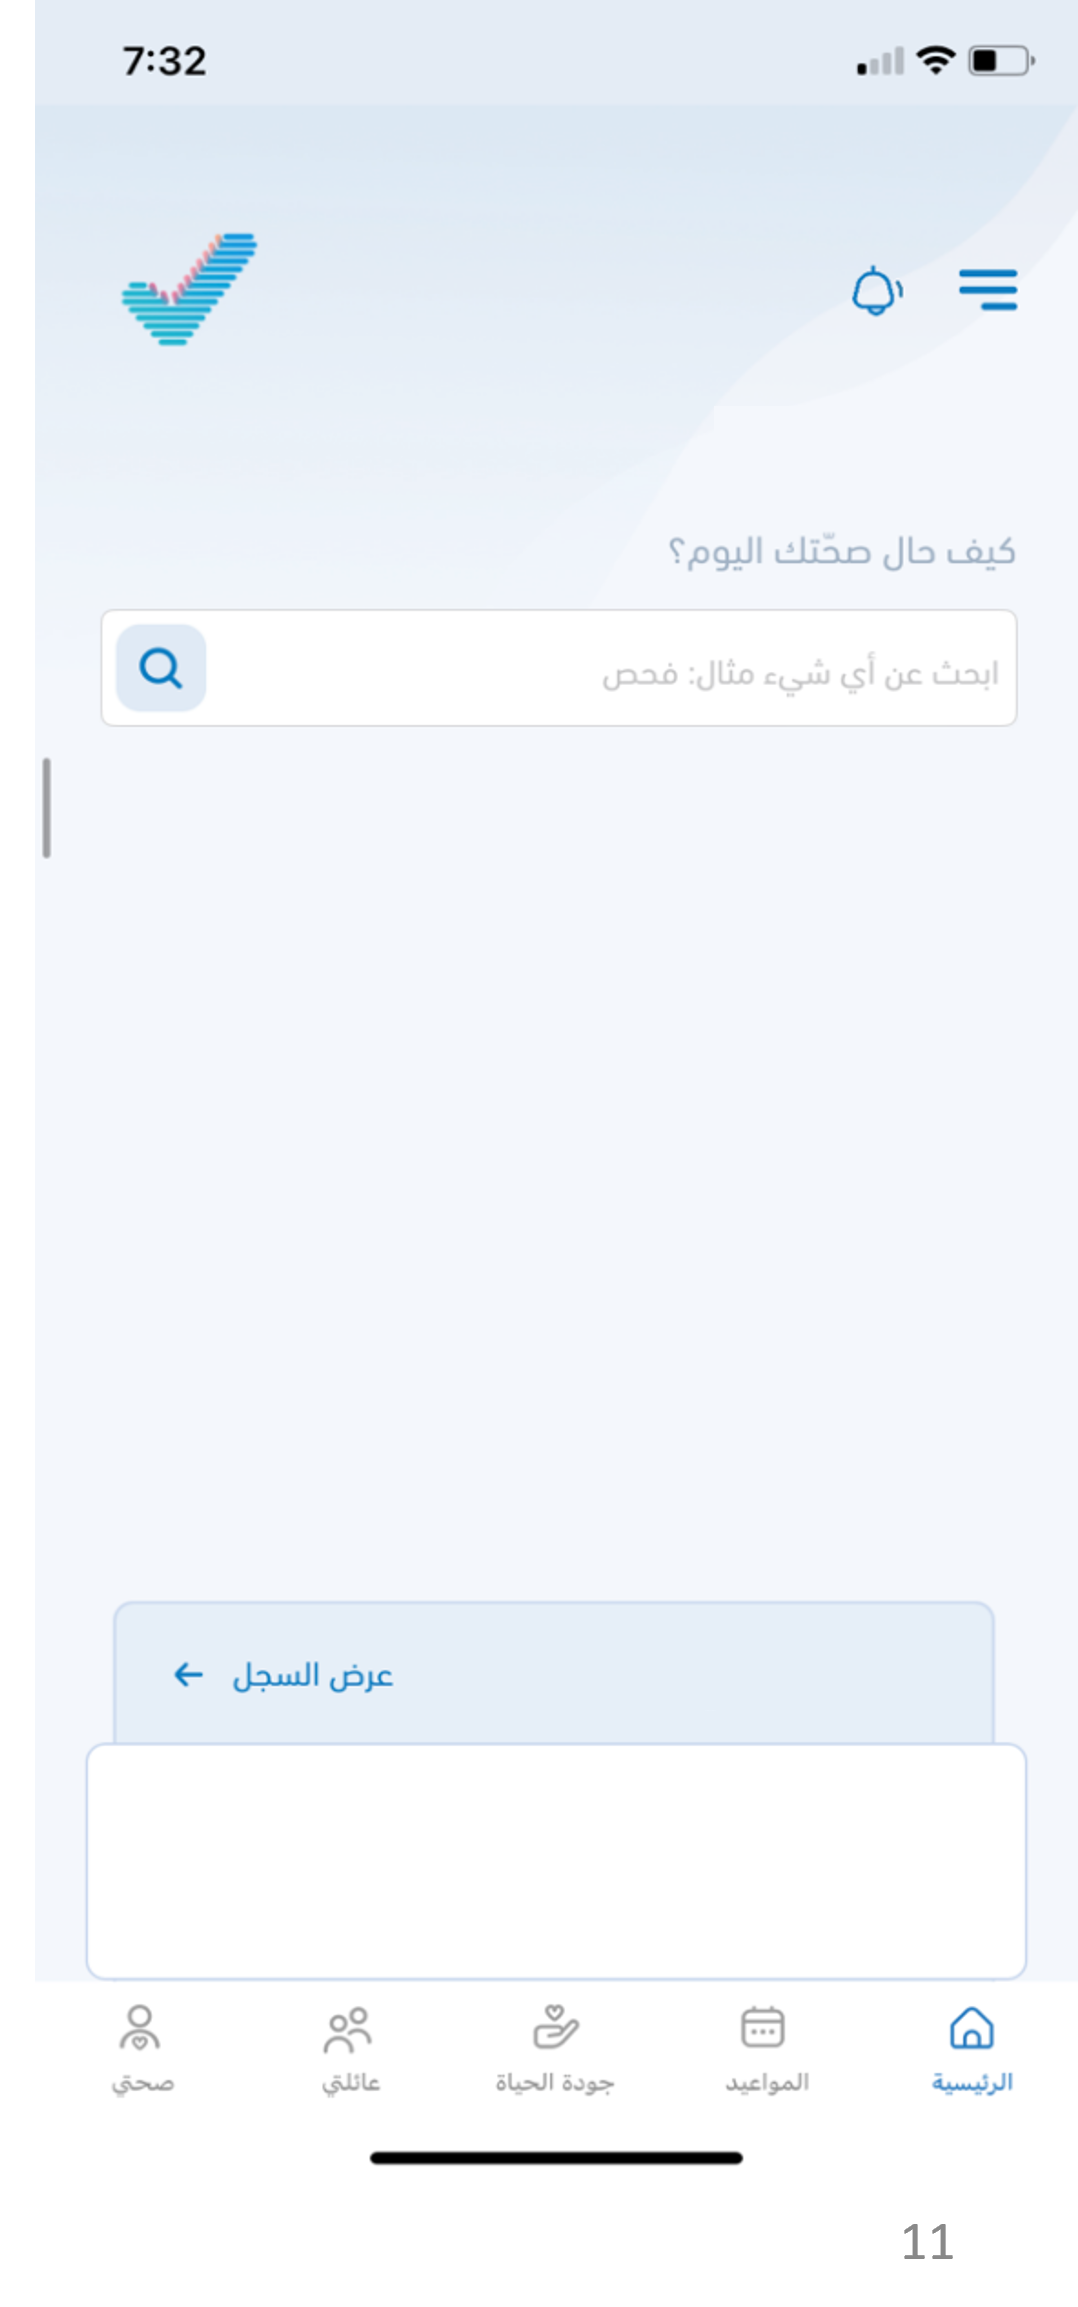 7:32
كيف حال صحّتك اليوم؟
ابحث عن أي شيء مثال: فحص
عرض السجل
الرئيسية
المواعيد
جودة الحياة
عائلتي
صحتي
11